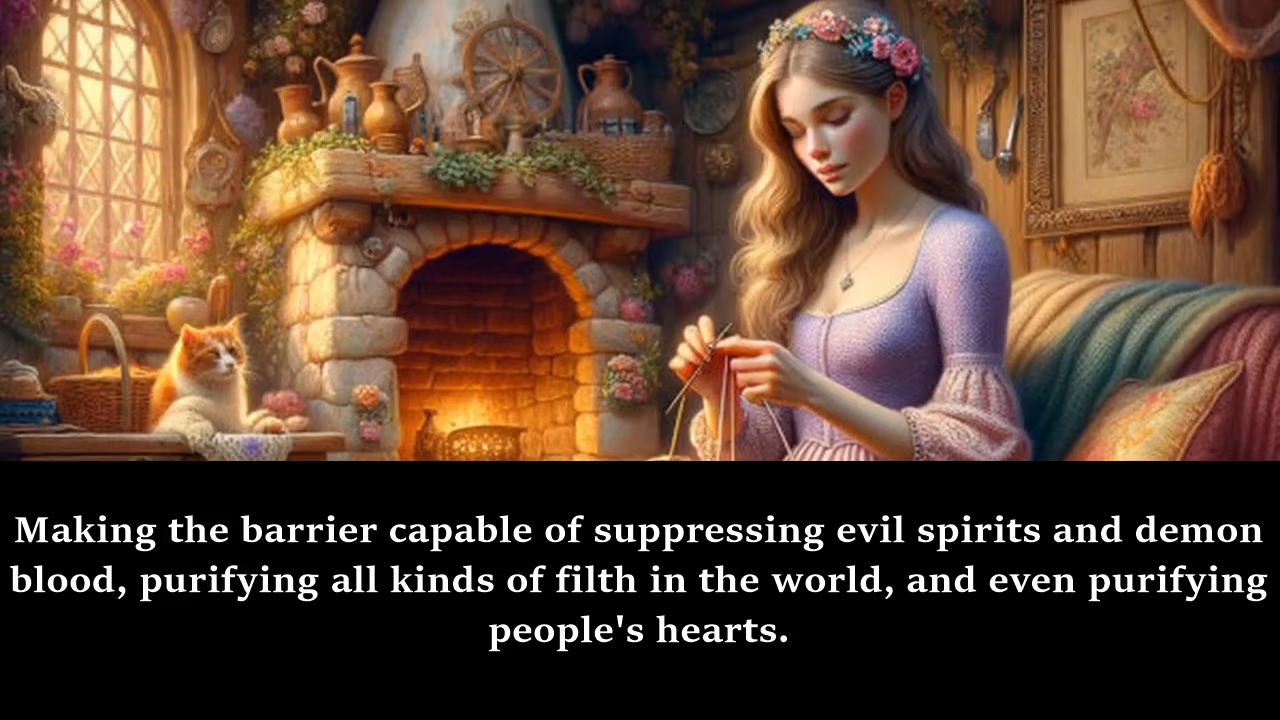 Making the barrier capable of suppressing evil spirits and demon
blood, purifying all kinds of filth in the world, and even purifying
people's hearts.